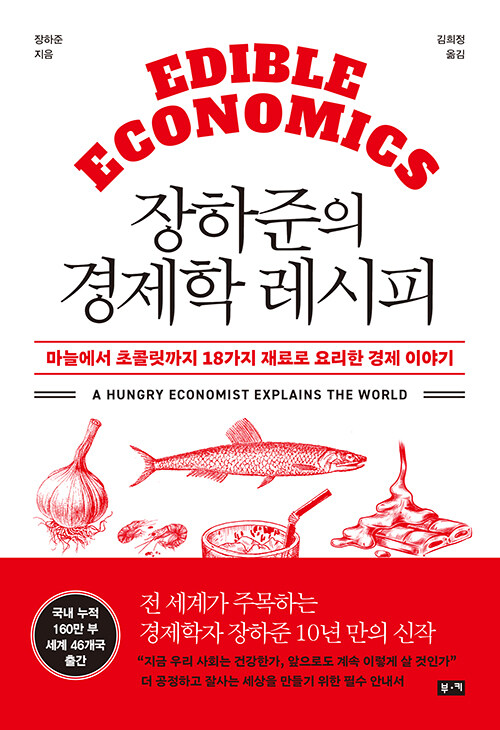 장하준
지음
김희정
옮김
EDIBLE
ECONOMICS
장하준의
경제학 레시피
마늘에서 초콜릿까지 18가지 재료로 요리한 경제 이야기
A HUNGRY ECONOMIST EXPLAINS THE WORLD
국내 누적
160만 부
세계 46개국
출간
전 세계가 주목하는
경제학자 장하준 10년 만의 신작
“지금 우리 사회는 건강한가, 앞으로도 계속 이렇게 살 것인가”
더 공정하고 잘사는 세상을 만들기 위한 필수 안내서
부·키